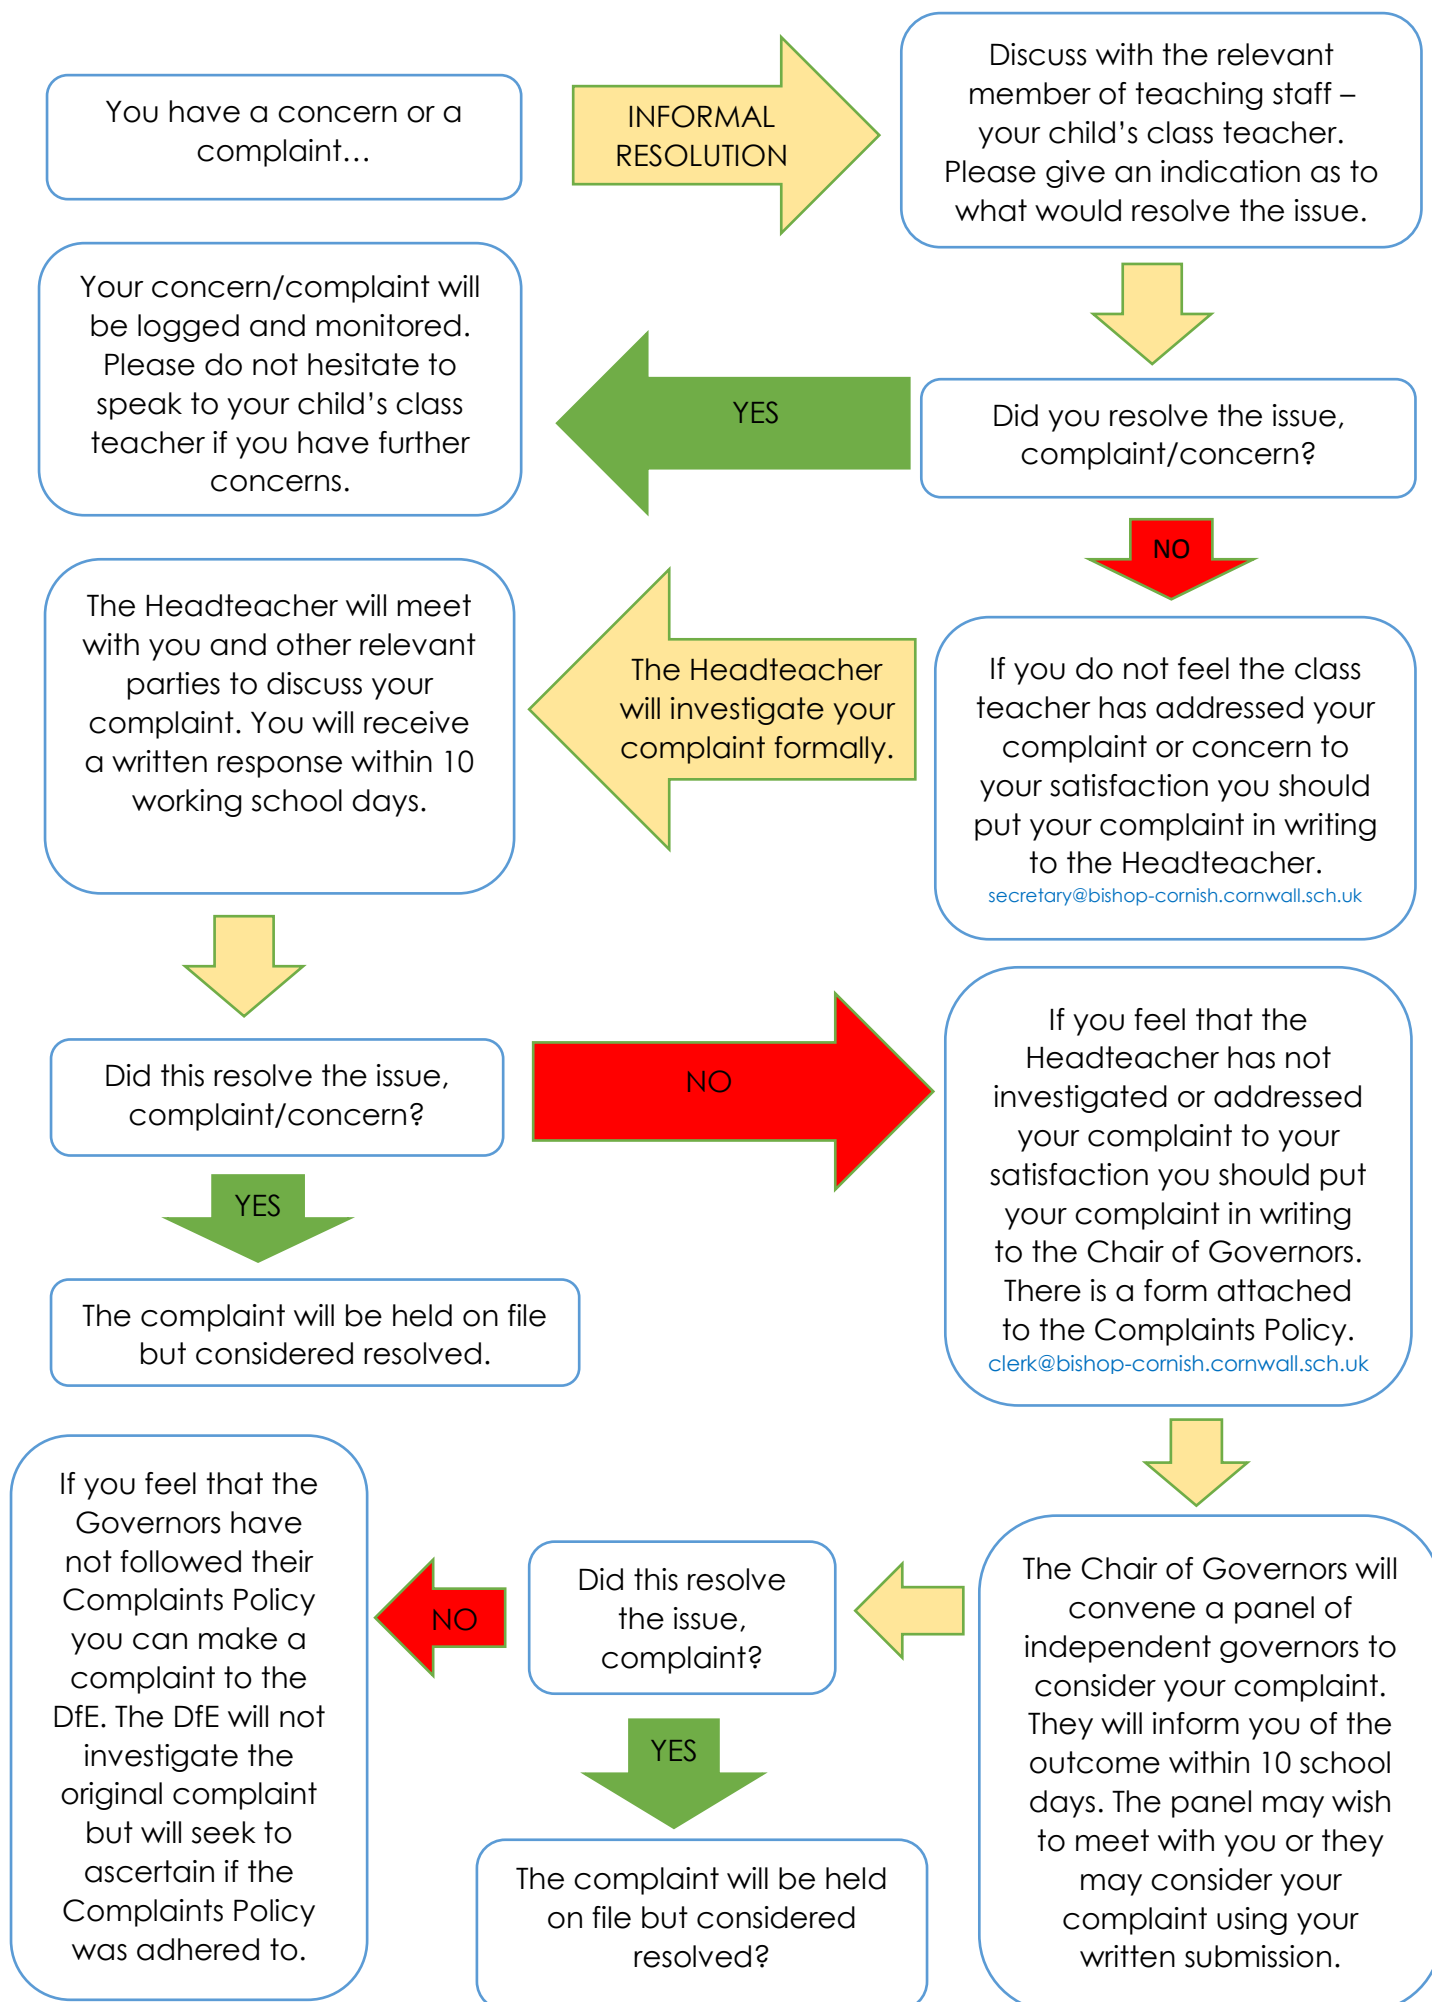 You have a concern or a
complaint…
INFORMAL
RESOLUTION
Discuss with the relevant
member of teaching staff –
your child’s class teacher.
Please give an indication as to
what would resolve the issue.
Did you resolve the issue,
complaint/concern?
YES
Your concern/complaint will
be logged and monitored.
Please do not hesitate to
speak to your child’s class
teacher if you have further
concerns.
NO
If you do not feel the class
teacher has addressed your
complaint or concern to
your satisfaction you should
put your complaint in writing
to the Headteacher.
secretary@bishop-cornish.cornwall.sch.uk
The Headteacher
will investigate your
complaint formally.
The Headteacher will meet
with you and other relevant
parties to discuss your
complaint. You will receive
a written response within 10
working school days.
Did this resolve the issue,
complaint/concern?
YES
The complaint will be held on file
but considered resolved.
NO
If you feel that the
Headteacher has not
investigated or addressed
your complaint to your
satisfaction you should put
your complaint in writing
to the Chair of Governors.
There is a form attached
to the Complaints Policy.
clerk@bishop-cornish.cornwall.sch.uk
The Chair of Governors will
convene a panel of
independent governors to
consider your complaint.
They will inform you of the
outcome within 10 school
days. The panel may wish
to meet with you or they
may consider your
complaint using your
written submission.
Did this resolve
the issue,
complaint?
YES
The complaint will be held
on file but considered
resolved?
NO
If you feel that the
Governors have
not followed their
Complaints Policy
you can make a
complaint to the
DfE. The DfE will not
investigate the
original complaint
but will seek to
ascertain if the
Complaints Policy
was adhered to.